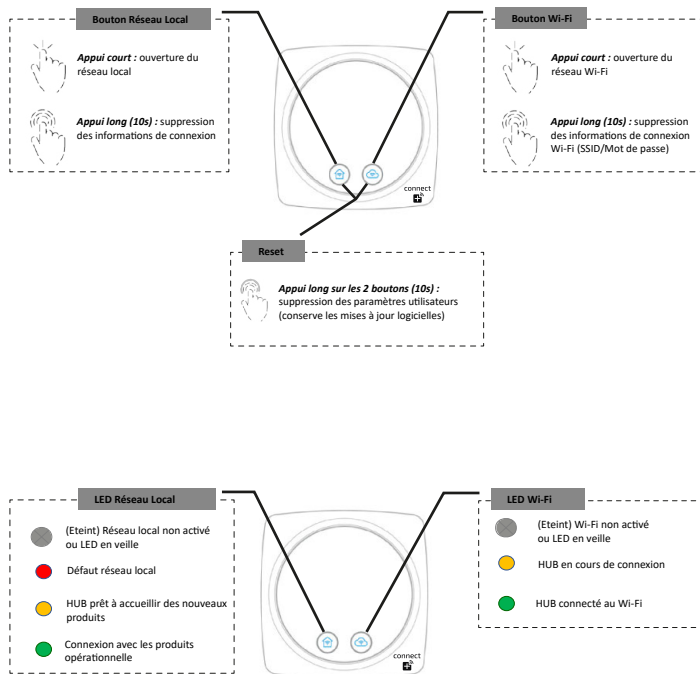 Bouton Réseau Local
Appui court : ouverture du
réseau local
Appui long (10s) : suppression
des informations de connexion
Bouton Wi-Fi
Appui court : ouverture du
réseau Wi-Fi
Appui long (10s) : suppression
des informations de connexion
Wi-Fi (SSID/Mot de passe)
connect
Reset
Appui long sur les 2 boutons (10s) :
suppression des paramètres utilisateurs
(conserve les mises à jour logicielles)
LED Réseau Local
(Eteint) Réseau local non activé
ou LED en veille
Défaut réseau local
HUB prêt à accueillir des nouveaux
produits
Connexion avec les produits
opérationnelle
LED Wi-Fi
(Eteint) Wi-Fi non activé
ou LED en veille
HUB en cours de connexion
HUB connecté au Wi-Fi
connect